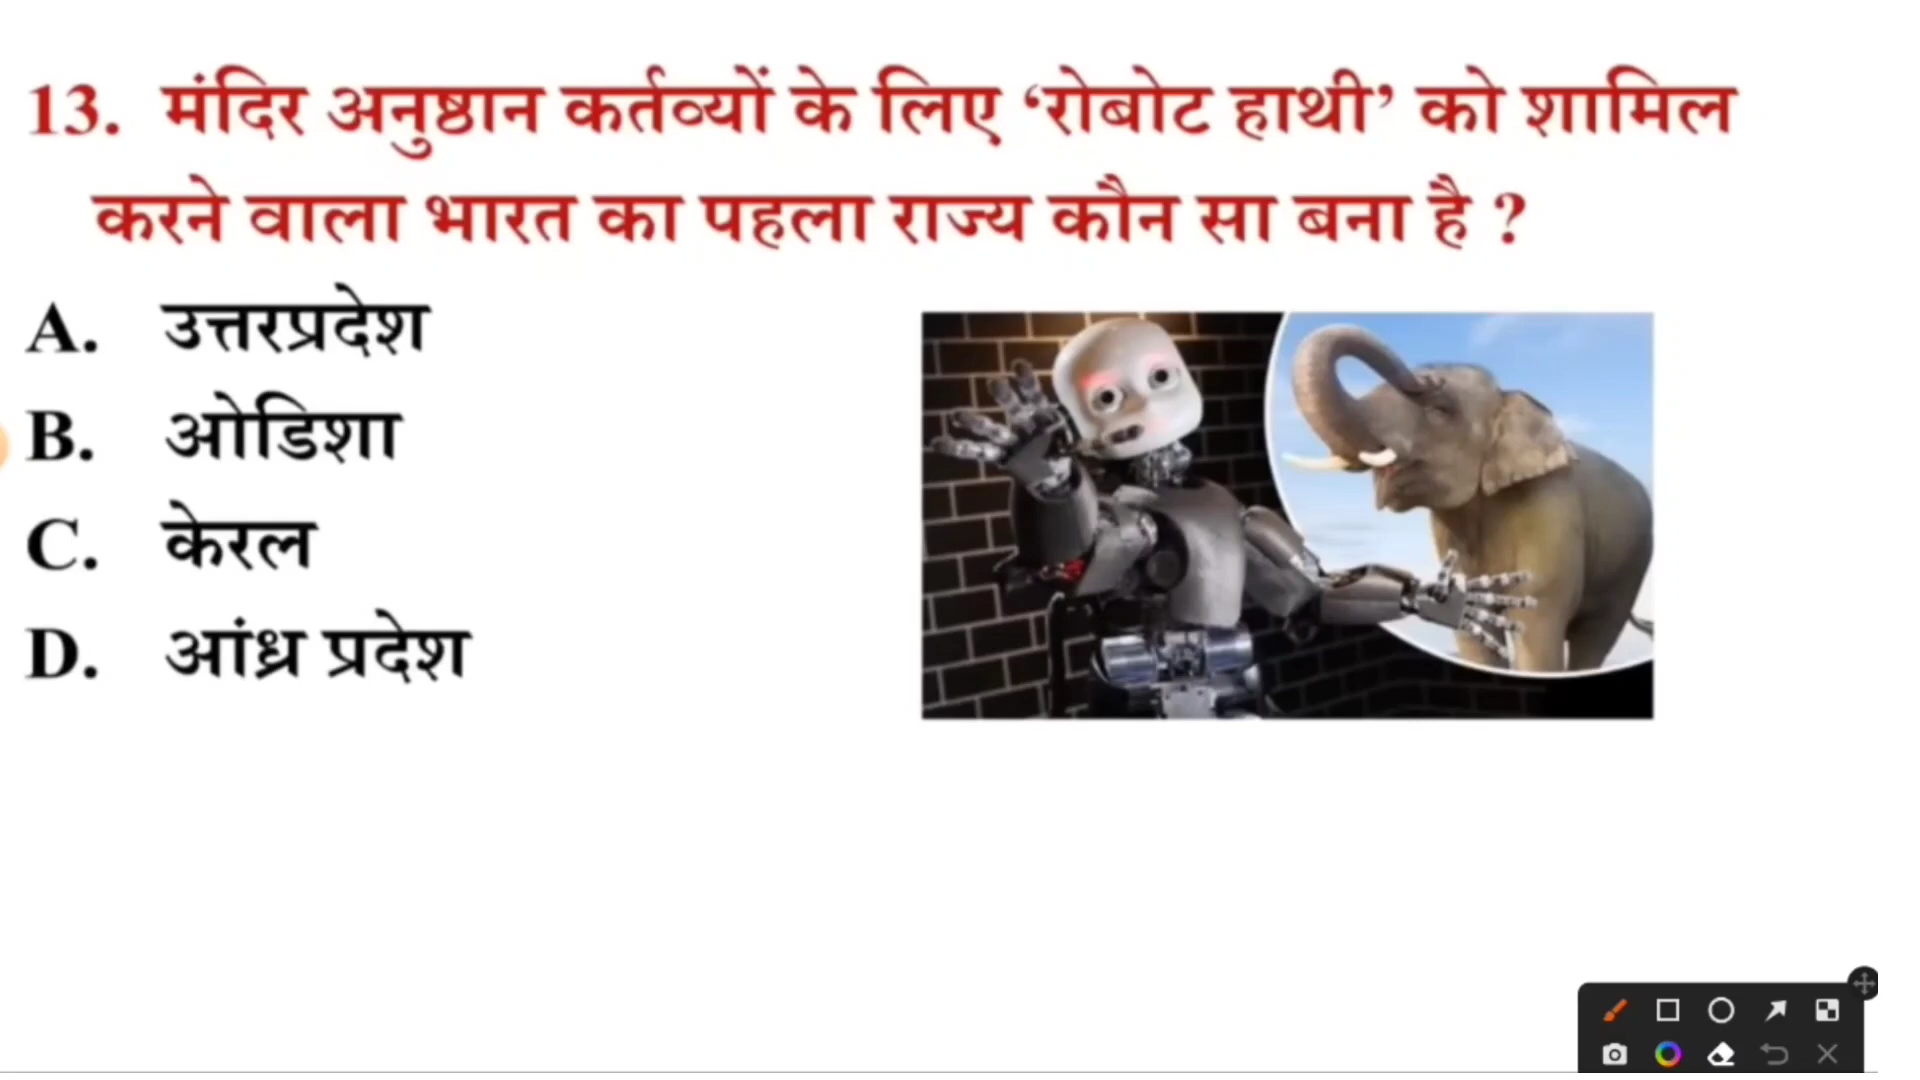 13. मंदिर अनुष्ठान कर्तव्यों के लिए ‘रोबोट हाथी’ को शामिल
करने वाला भारत का पहला राज्य कौन सा बना है ?
A. उत्तरप्रदेश
B. ओडिशा
C. केरल
D. आंध्र प्रदेश